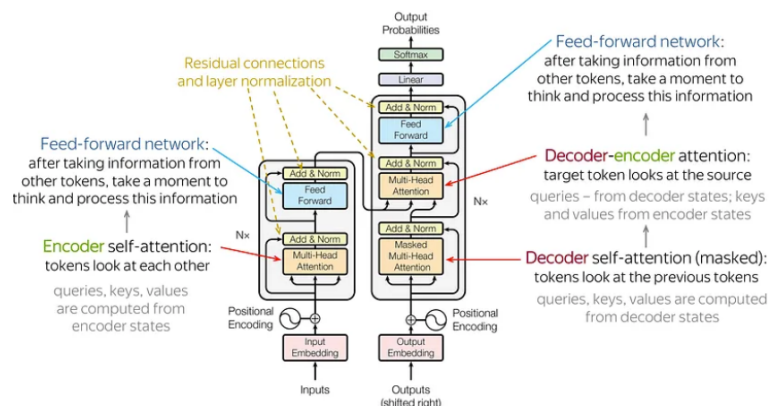 Output
Probabilities
Softmax
Linear
Add & Norm
Feed
Forward
Add & Norm
Multi-Head
Attention
Add & Norm
Masked
Multi-Head
Attention
N×
Positional
Encoding
Output
Embedding
Outputs
(shifted right)
Residual connections
and layer normalization
Feed-forward network:
after taking information from
other tokens, take a moment to
think and process this information
Encoder self-attention:
tokens look at each other
queries, keys, values
are computed from
encoder states
Add & Norm
Feed
Forward
N×
Add & Norm
Multi-Head
Attention
Positional
Encoding
Input
Embedding
Inputs
Feed-forward network:
after taking information from
other tokens, take a moment to
think and process this information
Decoder-encoder attention:
target token looks at the source
queries – from decoder states; keys
and values from encoder states
Decoder self-attention (masked):
tokens look at the previous tokens
queries, keys, values are computed
from decoder states